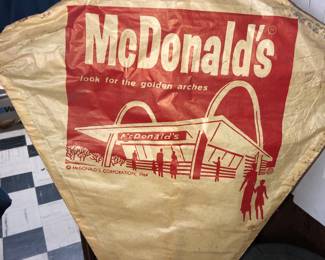 McDonald's®
look for the golden arches
McDonald's
© McDONALD'S CORPORATION, 1964